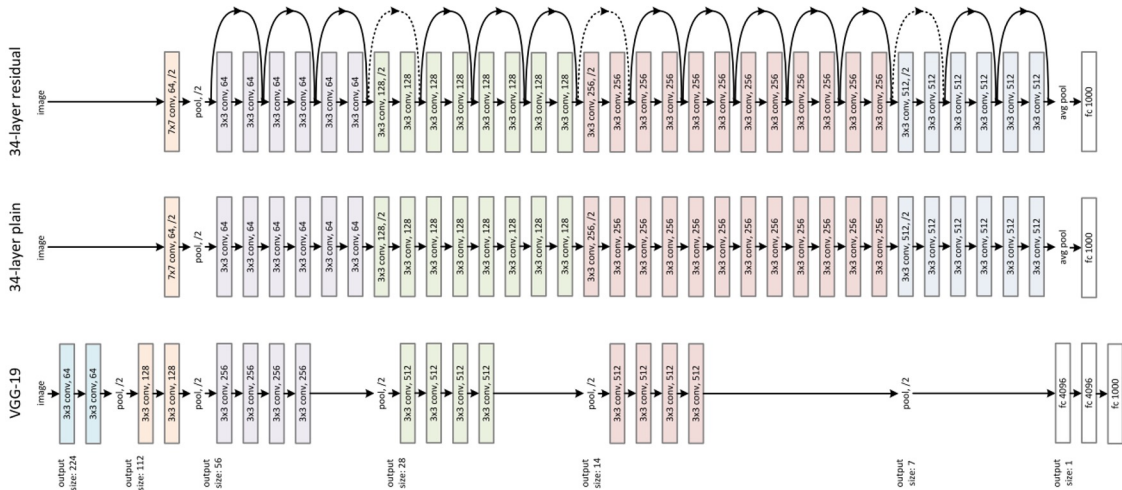 34-layer residual
image
7x7 conv, 64, /2
pool, /2
3x3 conv, 64
3x3 conv, 64
3x3 conv, 64
3x3 conv, 64
3x3 conv, 64
3x3 conv, 64
3x3 conv, 128, /2
3x3 conv, 128
3x3 conv, 128
3x3 conv, 128
3x3 conv, 128
3x3 conv, 128
3x3 conv, 128
3x3 conv, 128
3x3 conv, 256, /2
3x3 conv, 256
3x3 conv, 256
3x3 conv, 256
3x3 conv, 256
3x3 conv, 256
3x3 conv, 256
3x3 conv, 256
3x3 conv, 256
3x3 conv, 256
3x3 conv, 256
3x3 conv, 256
3x3 conv, 512, /2
3x3 conv, 512
3x3 conv, 512
3x3 conv, 512
3x3 conv, 512
3x3 conv, 512
avg pool
fc 1000
34-layer plain
image
7x7 conv, 64, /2
pool, /2
3x3 conv, 64
3x3 conv, 64
3x3 conv, 64
3x3 conv, 64
3x3 conv, 64
3x3 conv, 64
3x3 conv, 128, /2
3x3 conv, 128
3x3 conv, 128
3x3 conv, 128
3x3 conv, 128
3x3 conv, 128
3x3 conv, 128
3x3 conv, 128
3x3 conv, 256, /2
3x3 conv, 256
3x3 conv, 256
3x3 conv, 256
3x3 conv, 256
3x3 conv, 256
3x3 conv, 256
3x3 conv, 256
3x3 conv, 256
3x3 conv, 256
3x3 conv, 256
3x3 conv, 256
3x3 conv, 512, /2
3x3 conv, 512
3x3 conv, 512
3x3 conv, 512
3x3 conv, 512
3x3 conv, 512
avg pool
fc 1000
VGG-19
image
3x3 conv, 64
3x3 conv, 64
pool, /2
3x3 conv, 128
3x3 conv, 128
pool, /2
3x3 conv, 256
3x3 conv, 256
3x3 conv, 256
3x3 conv, 256
pool, /2
3x3 conv, 512
3x3 conv, 512
3x3 conv, 512
3x3 conv, 512
pool, /2
3x3 conv, 512
3x3 conv, 512
3x3 conv, 512
3x3 conv, 512
pool, /2
fc 4096
fc 4096
fc 1000
output
size: 224
output
size: 112
output
size: 56
output
size: 28
output
size: 14
output
size: 7
output
size: 1